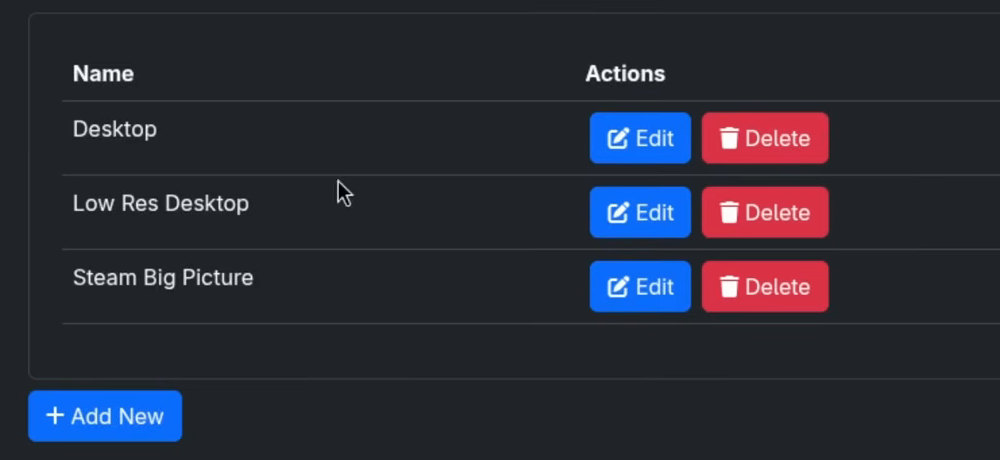 Name Actions
Desktop Edit Delete
Low Res Desktop Edit Delete
Steam Big Picture Edit Delete
+ Add New